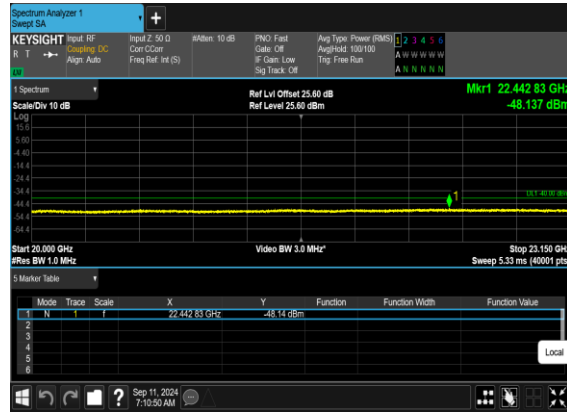 Spectrum Analyzer 1
Swept SA
+
KEYSIGHT Input: RF Input Z: 50 Ω #Atten: 10 dB PNO: Fast Avg Type: Power (RMS) 1 2 3 4 5 6
R T Coupling: DC Corr CCorr Gate: Off Avg|Hold: 100/100 A W W W W W
Align: Auto Freq Ref: Int (S) IF Gain: Low Trig: Free Run A N N N N N
Sig Track: Off
1 Spectrum Ref Lvl Offset 25.60 dB Mkr1 22.442 83 GHz
Scale/Div 10 dB Ref Level 25.60 dBm -48.137 dBm
Log
15.6
5.60
-4.40
-14.4
-24.4
-34.4
-44.4
-54.4
-64.4
1
DL1 -40.00 dBm
Start 20.000 GHz Video BW 3.0 MHz* Stop 23.150 GHz
#Res BW 1.0 MHz Sweep 5.33 ms (40001 pts)
5 Marker Table
Mode Trace Scale X Y Function Function Width Function Value
1 N 1 f 22.442 83 GHz -48.14 dBm
2
3
4
5
6
Local
? Sep 11, 2024
7:10:50 AM